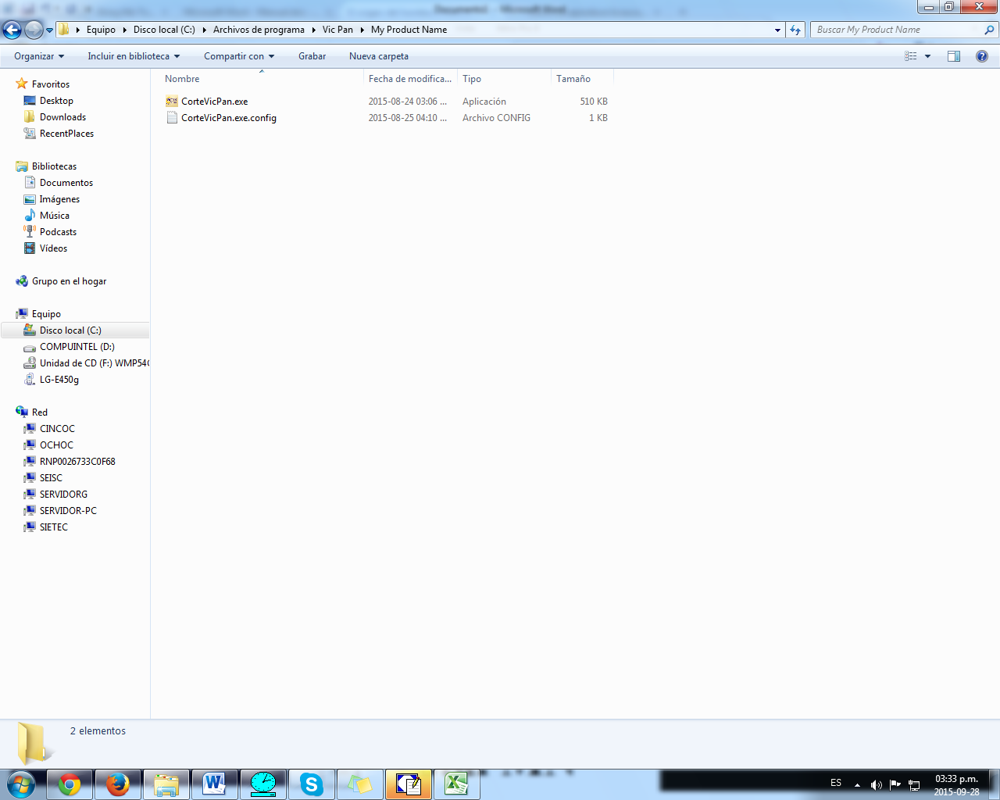 Equipo Disco local (C:) Archivos de programa Vic Pan My Product Name Buscar My Product Name
Organizar Incluir en biblioteca Compartir con Grabar Nueva carpeta
Nombre Fecha de modifica... Tipo Tamaño
CorteVicPan.exe 2015-08-24 03:06 ... Aplicación 510 KB
CorteVicPan.exe.config 2015-08-25 04:10 ... Archivo CONFIG 1 KB
Favoritos
Desktop
Downloads
RecentPlaces
Bibliotecas
Documentos
Imágenes
Música
Podcasts
Vídeos
Grupo en el hogar
Equipo
Disco local (C:)
COMPUINTEL (D:)
Unidad de CD (F:) WMP54G
LG-E450g
Red
CINCOC
OCHOC
RNP0026733C0F68
SEISC
SERVIDORG
SERVIDOR-PC
SIETEC
2 elementos
ES 03:33 p.m.
2015-09-28